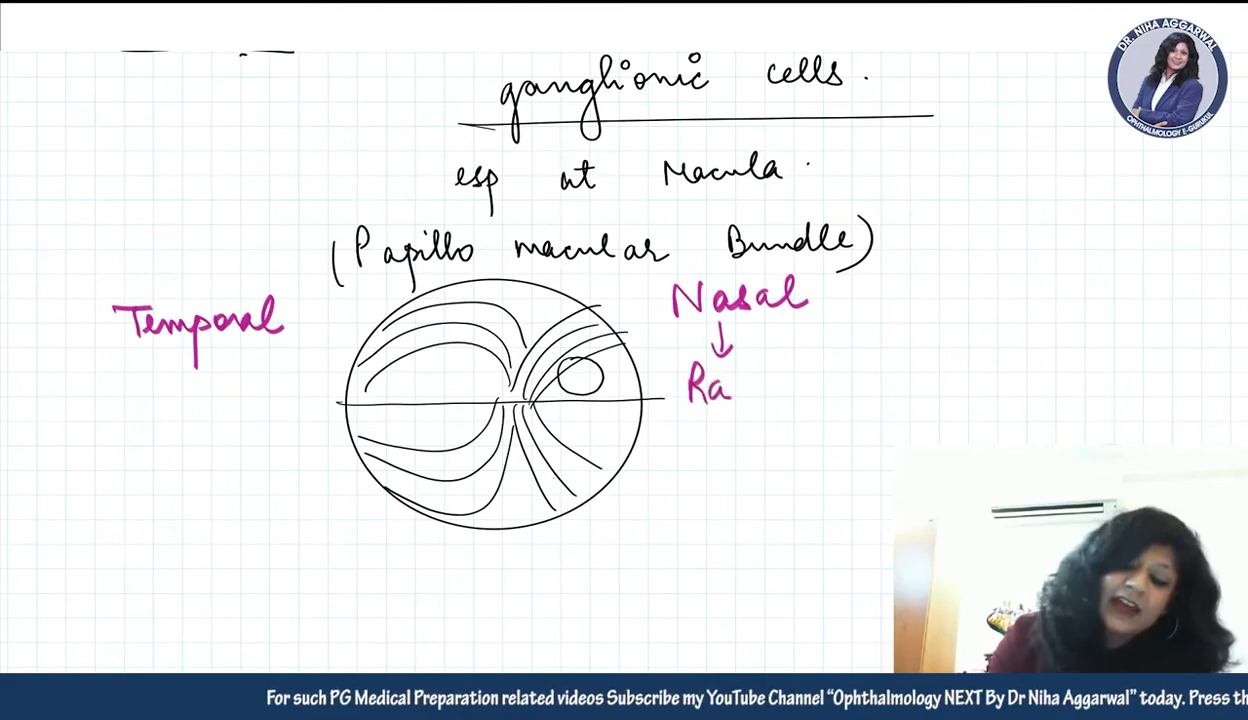 DR. NIHA AGGARWAL
OPHTHALMOLOGY E-GURUKUL
ganglionic cells.
esp at Macula.
(Papillo macular Bundle)
Temporal
Nasal
Ra
For such PG Medical Preparation related videos Subscribe my YouTube Channel “Ophthalmology NEXT By Dr Niha Aggarwal” today. Press th